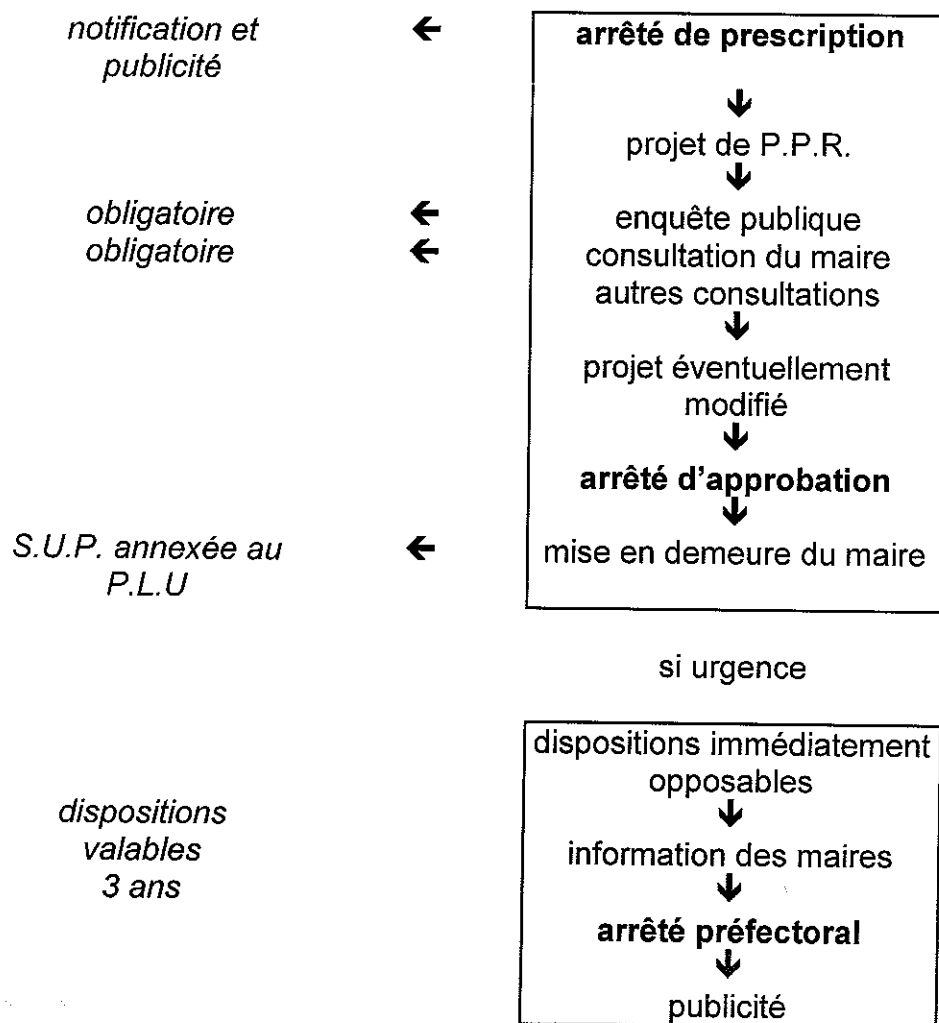 notification et
publicité
arrêté de prescription
projet de P.P.R.
obligatoire
obligatoire
enquête publique
consultation du maire
autres consultations
projet éventuellement
modifié
arrêté d'approbation
S.U.P. annexée au
P.L.U
mise en demeure du maire
si urgence
dispositions immédiatement
opposables
dispositions
valables
3 ans
information des maires
arrêté préfectoral
publicité